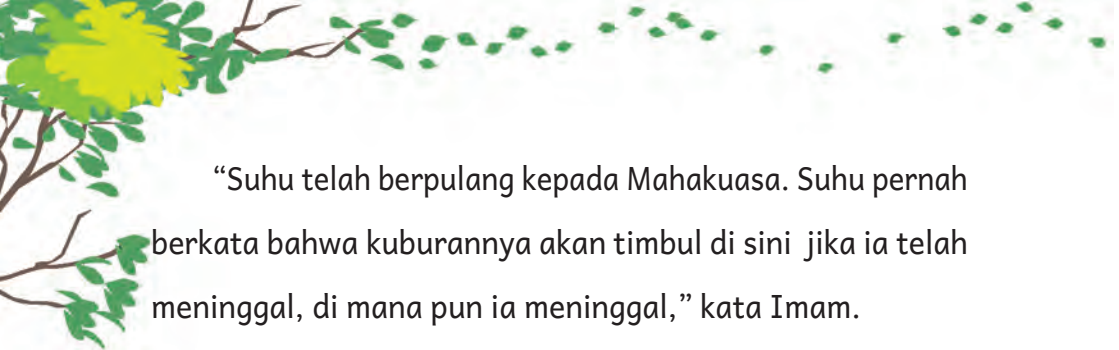 “Suhu telah berpulang kepada Mahakuasa. Suhu pernah
berkata bahwa kuburannya akan timbul di sini jika ia telah
meninggal, di mana pun ia meninggal,” kata Imam.